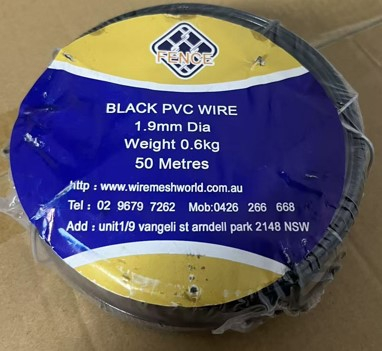 FENCE
BLACK PVC WIRE
1.9mm Dia
Weight 0.6kg
50 Metres
http : www.wiremeshworld.com.au
Tel : 02 9679 7262 Mob:0426 266 668
Add : unit1/9 vangeli st arndell park 2148 NSW